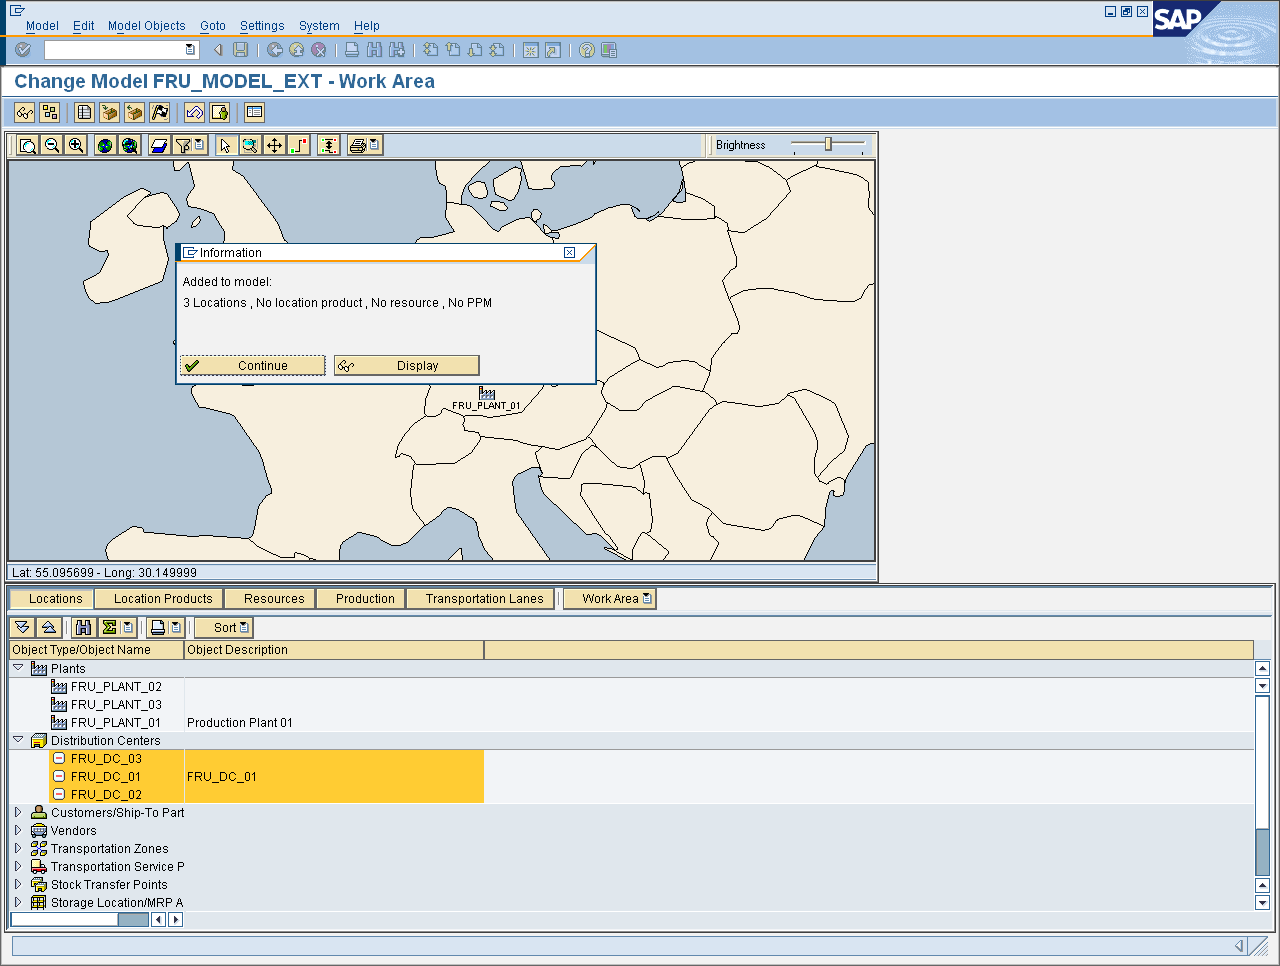 Model Edit Model Objects Goto Settings System Help
SAP
Change Model FRU_MODEL_EXT - Work Area
Brightness
Information
Added to model:
3 Locations , No location product , No resource , No PPM
Continue Display
FRU_PLANT_01
Lat: 55.095699 - Long: 30.149999
Locations Location Products Resources Production Transportation Lanes Work Area
Sort
Object Type/Object Name Object Description
Plants
FRU_PLANT_02
FRU_PLANT_03
FRU_PLANT_01 Production Plant 01
Distribution Centers
FRU_DC_03
FRU_DC_01 FRU_DC_01
FRU_DC_02
Customers/Ship-To Part
Vendors
Transportation Zones
Transportation Service P
Stock Transfer Points
Storage Location/MRP A